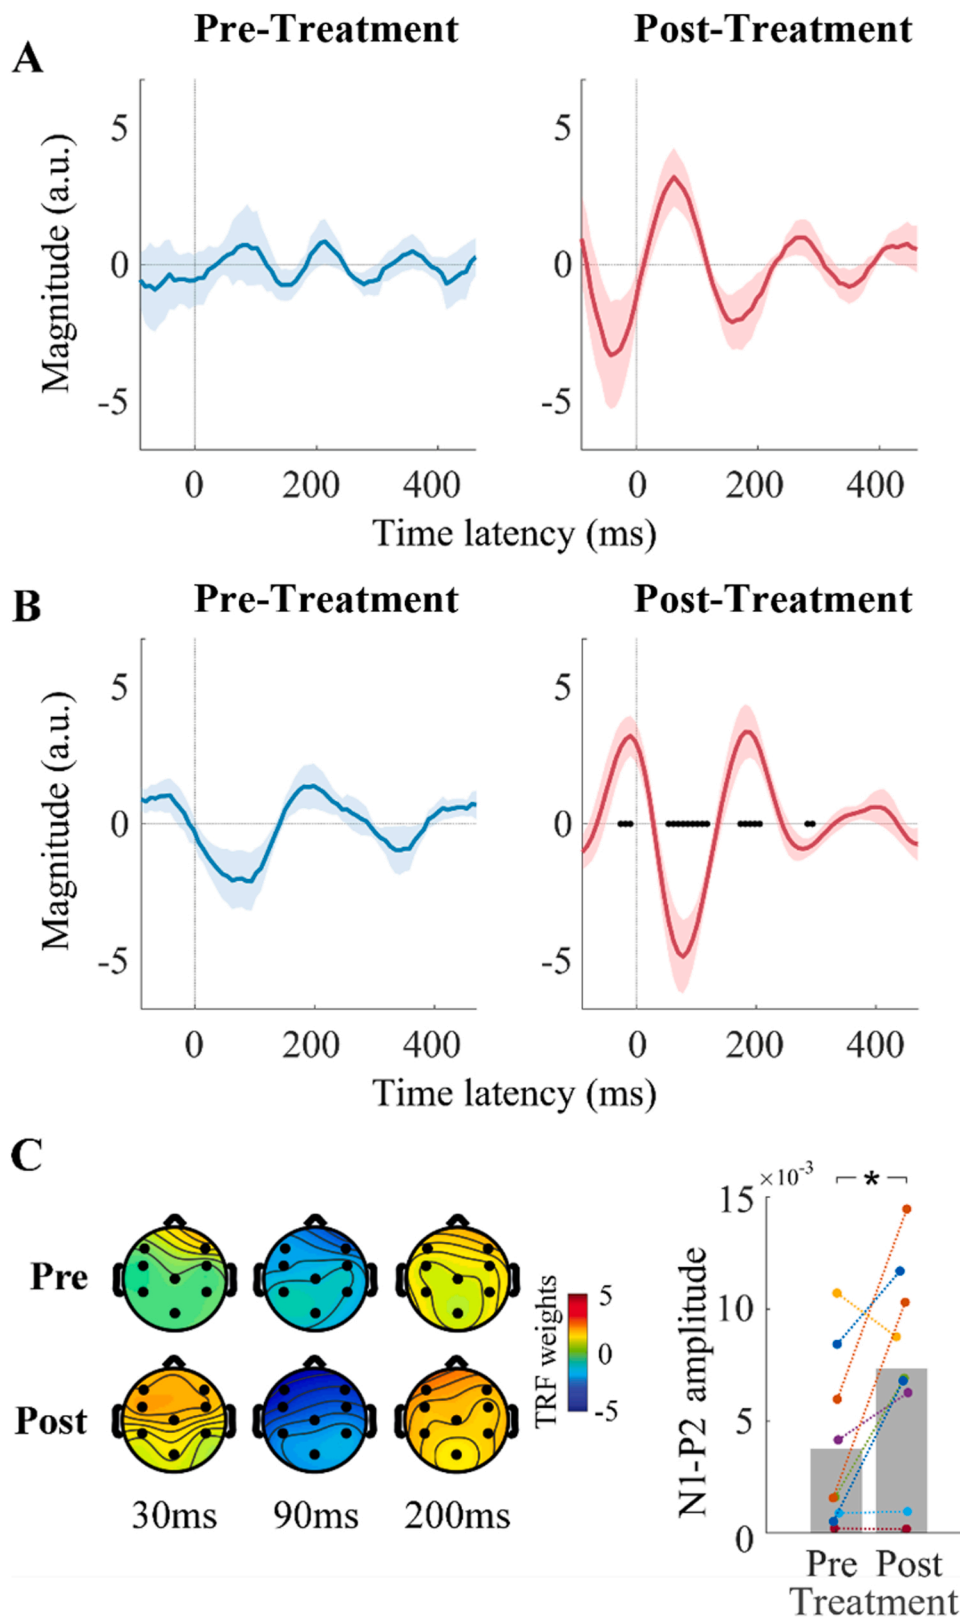 A
Pre-Treatment
Post-Treatment
Magnitude (a.u.)
5
0
-5
0
200
400
5
0
-5
0
200
400
Time latency (ms)
B
Pre-Treatment
Post-Treatment
Magnitude (a.u.)
5
0
-5
0
200
400
5
0
-5
0
200
400
Time latency (ms)
C
Pre
Post
30ms
90ms
200ms
TRF weights
5
0
-5
×10-3
*
15
10
5
0
N1-P2 amplitude
Pre Post
Treatment